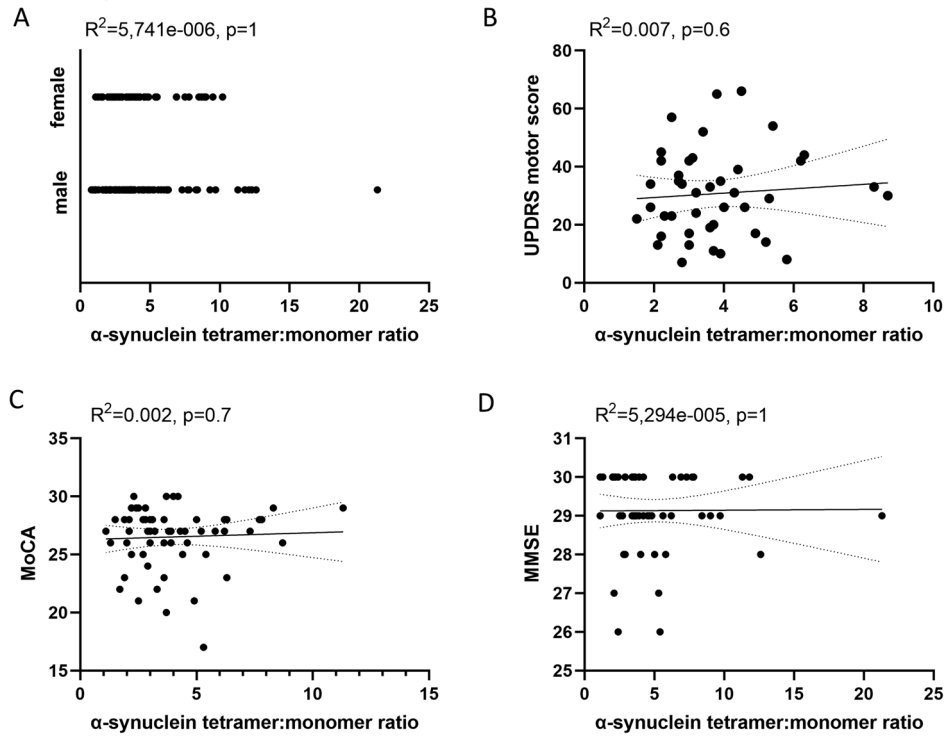 A
R²=5,741e-006, p=1
female
male
0 5 10 15 20 25
α-synuclein tetramer:monomer ratio
B
R²=0.007, p=0.6
UPDRS motor score
80
60
40
20
0
0 2 4 6 8 10
α-synuclein tetramer:monomer ratio
C
R²=0.002, p=0.7
MoCA
35
30
25
20
15
0 5 10 15
α-synuclein tetramer:monomer ratio
D
R²=5,294e-005, p=1
MMSE
31
30
29
28
27
26
25
0 5 10 15 20 25
α-synuclein tetramer:monomer ratio